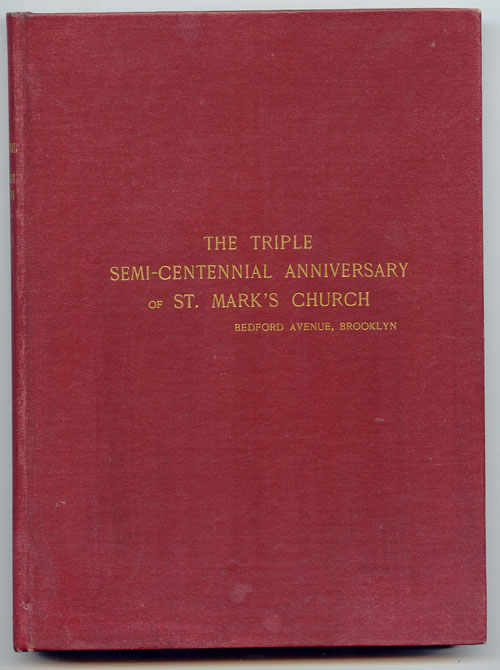 THE TRIPLE
SEMI-CENTENNIAL ANNIVERSARY
OF ST. MARK'S CHURCH
BEDFORD AVENUE, BROOKLYN